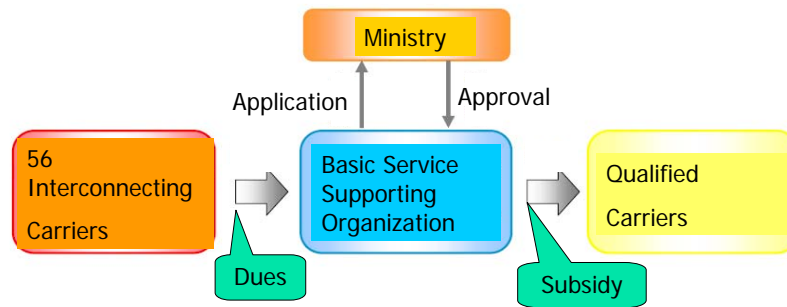 Ministry
Application
Approval
56
Interconnecting
Carriers
Basic Service
Supporting
Organization
Qualified
Carriers
Dues
Subsidy